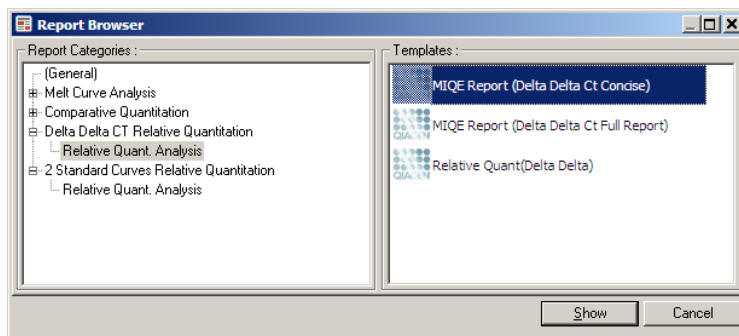 Report Browser
Report Categories :
(General)
Melt Curve Analysis
Comparative Quantitation
Delta Delta CT Relative Quantitation
Relative Quant. Analysis
2 Standard Curves Relative Quantitation
Relative Quant. Analysis
Templates :
MIQE Report (Delta Delta Ct Concise)
QIAGEN
MIQE Report (Delta Delta Ct Full Report)
QIAGEN
Relative Quant(Delta Delta)
Show
Cancel